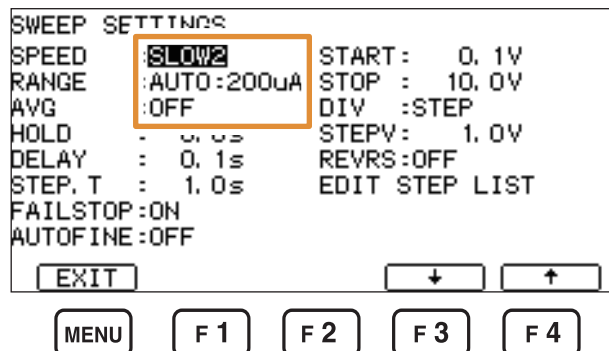 SWEEP SETTINGS
SPEED :SLOW2 START: 0.1V
RANGE :AUTO:200uA STOP : 10.0V
AVG :OFF DIV :STEP
HOLD : 0.0s STEPV: 1.0V
DELAY : 0.1s REVRS:OFF
STEP.T : 1.0s EDIT STEP LIST
FAILSTOP:ON
AUTOFINE:OFF
EXIT ↓ ↑
MENU F1 F2 F3 F4